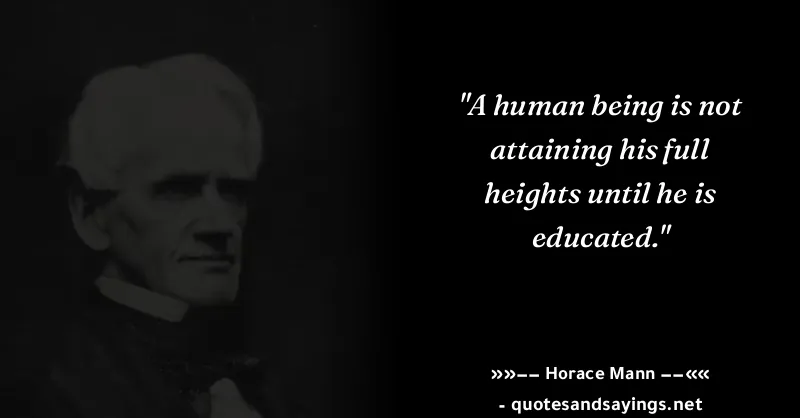 "A human being is not
attaining his full
heights until he is
educated."
»»−− Horace Mann −−««
- quotesandsayings.net